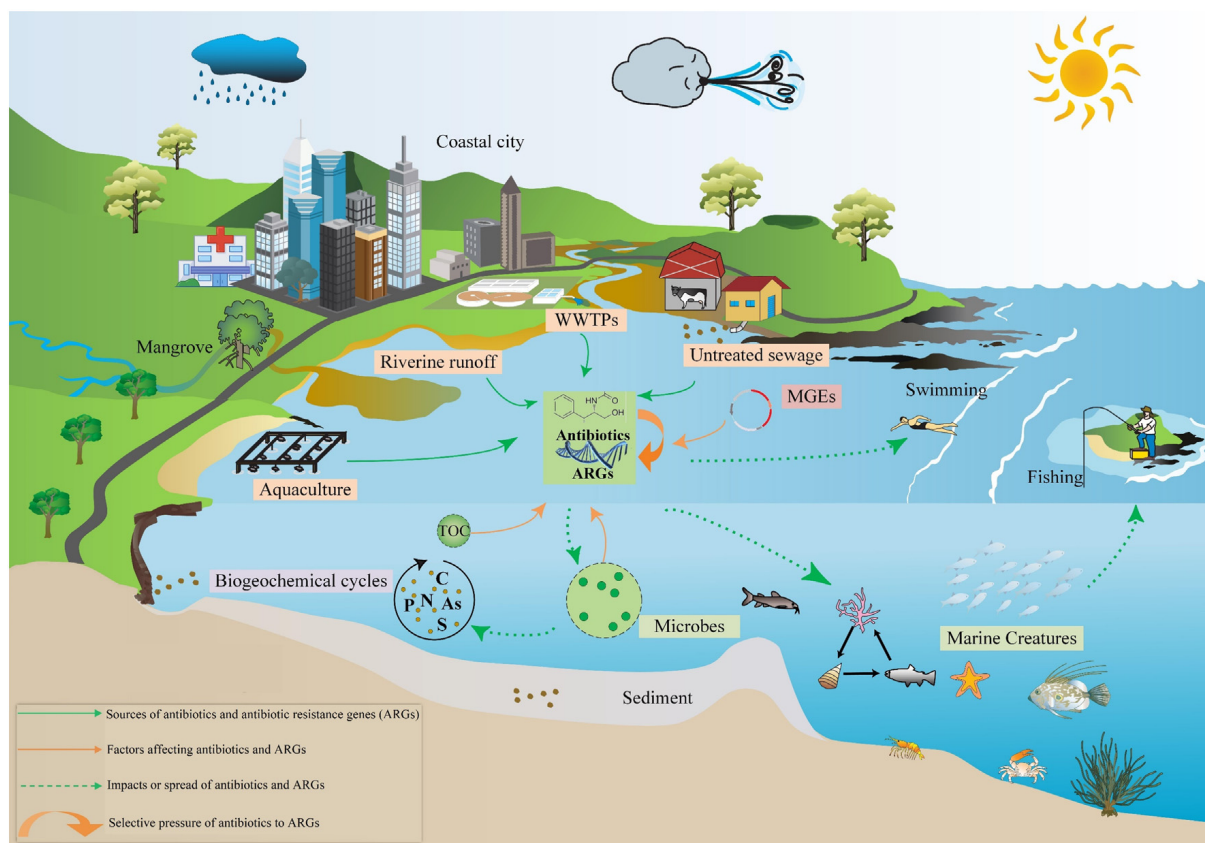 Coastal city
WWTPs
Mangrove
Riverine runoff
Untreated sewage
MGEs
Swimming
HN
O
OH
Antibiotics
ARGs
Aquaculture
Fishing
TOC
Biogeochemical cycles
C
P N As
S
Microbes
Marine Creatures
Sediment
Sources of antibiotics and antibiotic resistance genes (ARGs)
Factors affecting antibiotics and ARGs
Impacts or spread of antibiotics and ARGs
Selective pressure of antibiotics to ARGs